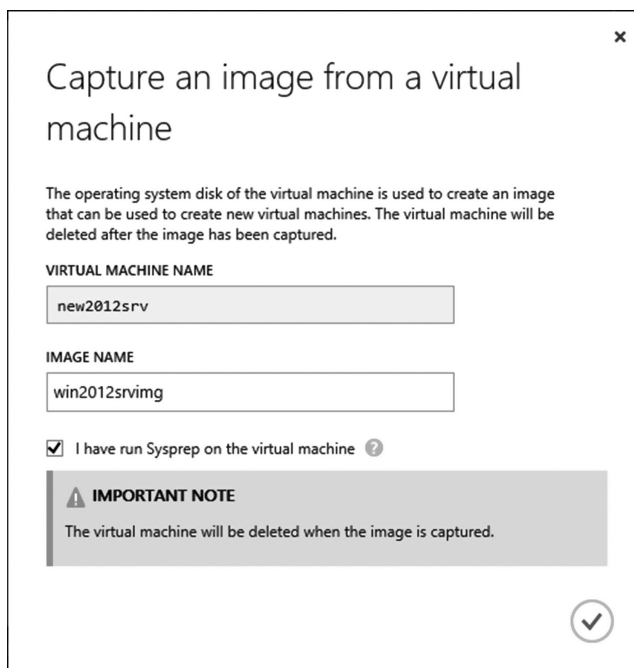 Capture an image from a virtual
machine
The operating system disk of the virtual machine is used to create an image
that can be used to create new virtual machines. The virtual machine will be
deleted after the image has been captured.
VIRTUAL MACHINE NAME
new2012srv
IMAGE NAME
win2012srvimg
I have run Sysprep on the virtual machine
IMPORTANT NOTE
The virtual machine will be deleted when the image is captured.